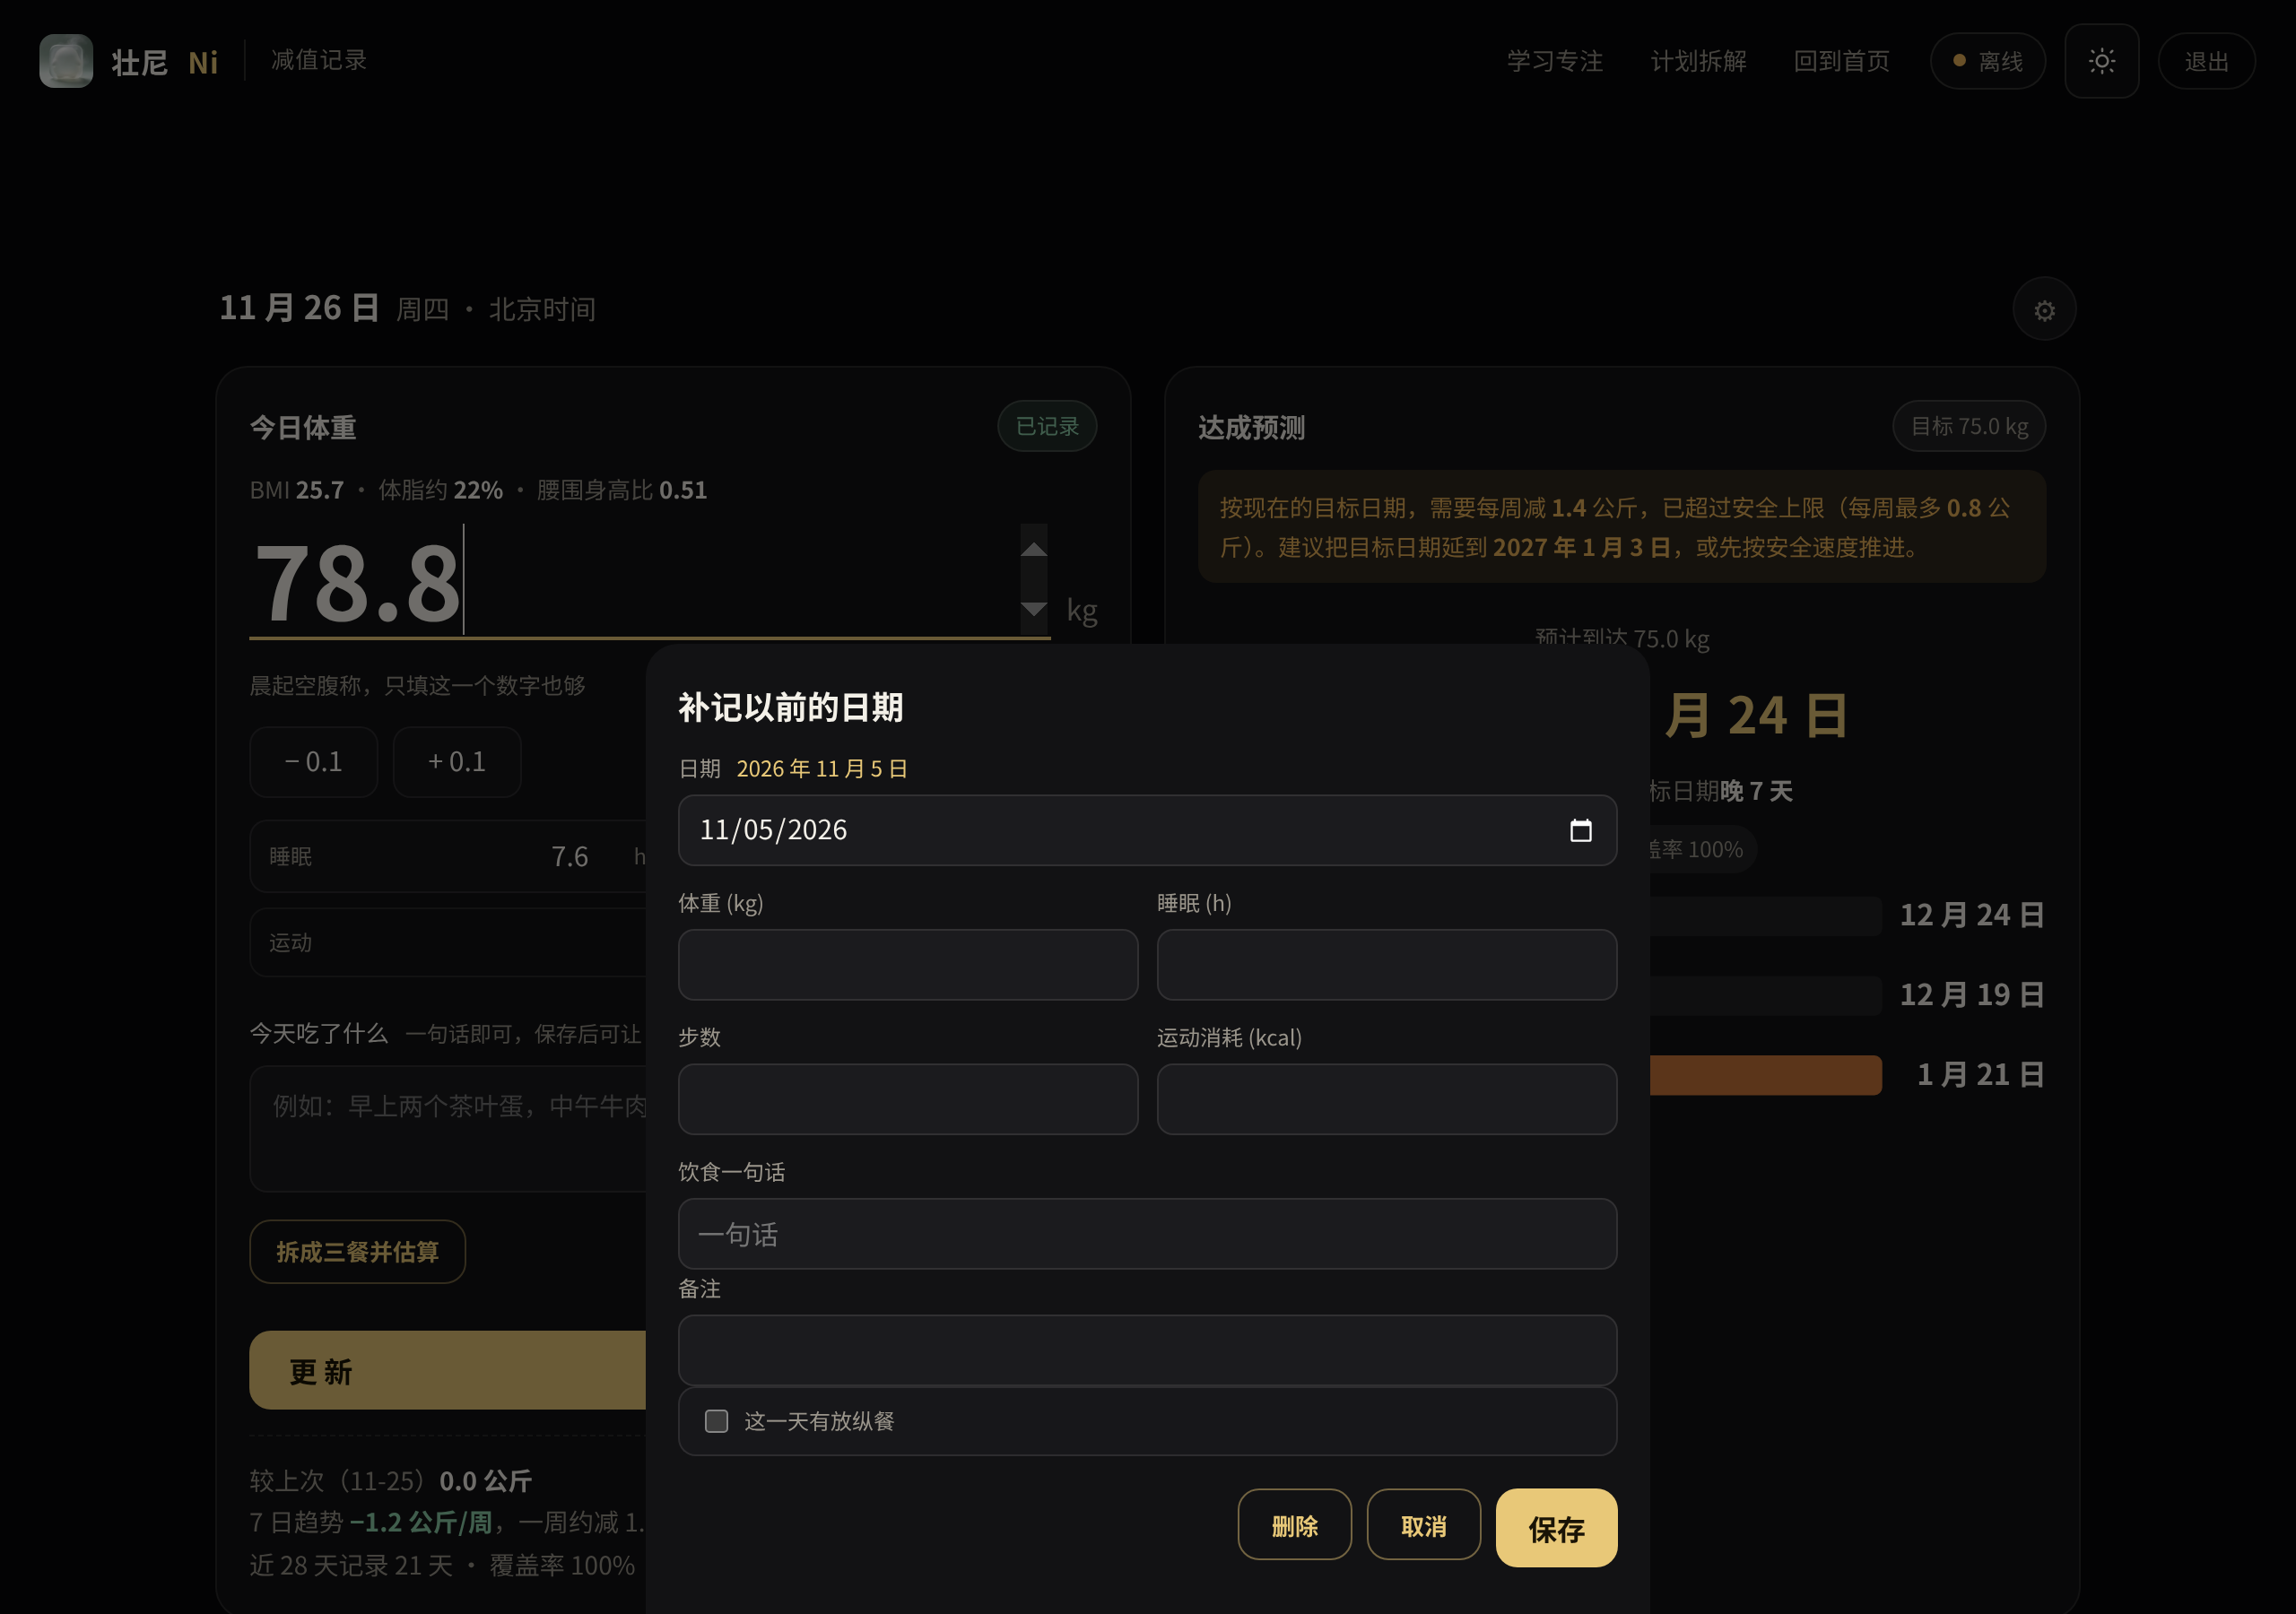 壮尼 Ni 减值记录
学习专注 计划拆解 回到首页 离线 退出
11 月 26 日 周四 · 北京时间
今日体重 已记录
BMI 25.7 · 体脂约 22% · 腰围身高比 0.51
78.8 kg
晨起空腹称，只填这一个数字也够
− 0.1 + 0.1
睡眠 7.6 h
运动
今天吃了什么 一句话即可，保存后可让
例如：早上两个茶叶蛋，中午牛肉
拆成三餐并估算
更 新
较上次（11-25）0.0 公斤
7 日趋势 −1.2 公斤/周，一周约减 1.
近 28 天记录 21 天 · 覆盖率 100%
达成预测 目标 75.0 kg
按现在的目标日期，需要每周减 1.4 公斤，已超过安全上限（每周最多 0.8 公
斤）。建议把目标日期延到 2027 年 1 月 3 日，或先按安全速度推进。
预计到达 75.0 kg
月 24 日
标日期晚 7 天
盖率 100%
12 月 24 日
12 月 19 日
1 月 21 日
补记以前的日期
日期 2026 年 11 月 5 日
11/05/2026
体重 (kg) 睡眠 (h)
步数 运动消耗 (kcal)
饮食一句话
一句话
备注
这一天有放纵餐
删除 取消 保存